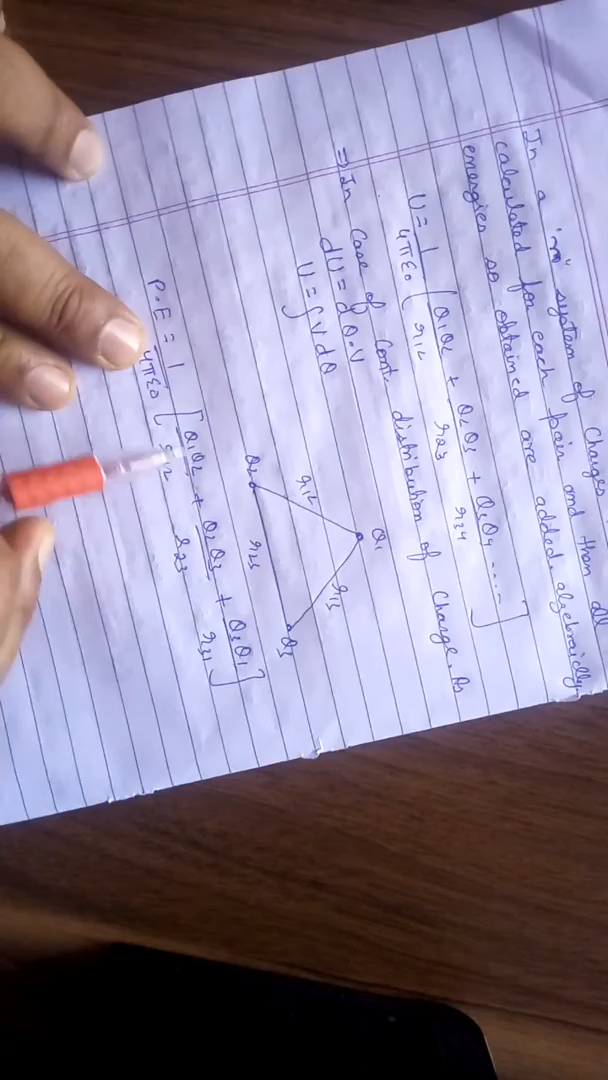 In a "n" system of Charges
calculated for each pair and then all
energies so obtained are added. algebraically
U = 1/4πε0 [Q1Q2/r12 + Q2Q3/r23 + Q3Q4/r34 ....]
⇒ In Case of Cont. distribution of Charge.
dU = dQ.V
U = ∫V dQ
Q1
r12 r13
Q2 r23 Q3
P.E = 1/4πε0 [Q1Q2/r12 + Q2Q3/r23 + Q3Q1/r31]